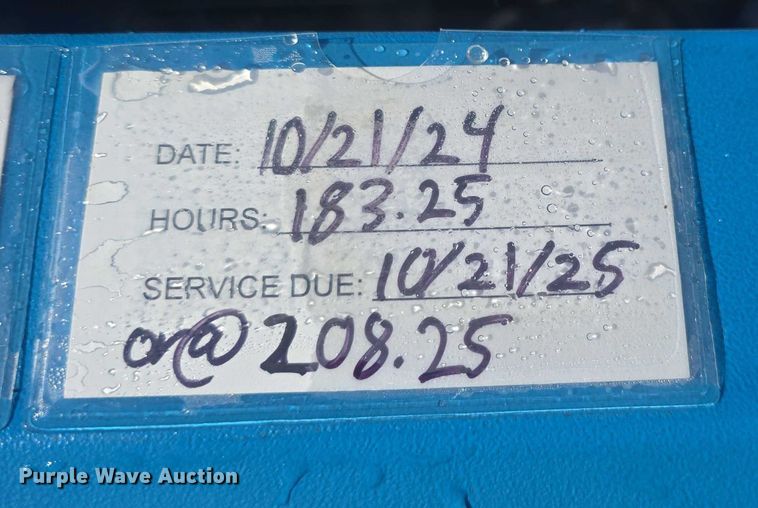 DATE: 10/21/24
HOURS: 183.25
SERVICE DUE: 10/21/25
or@ 208.25
Purple Wave Auction